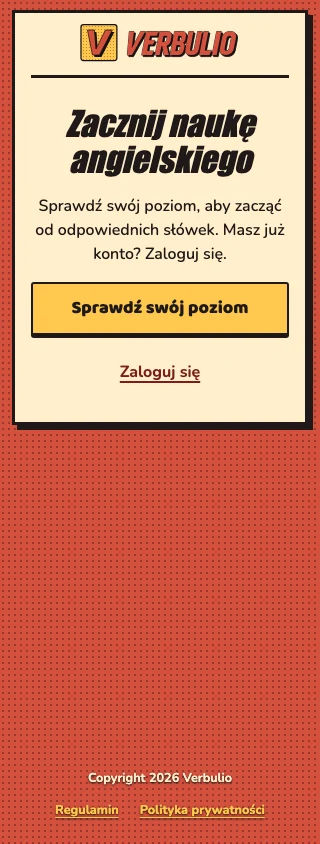 V VERBULIO
Zacznij naukę
angielskiego
Sprawdź swój poziom, aby zacząć
od odpowiednich słówek. Masz już
konto? Zaloguj się.
Sprawdź swój poziom
Zaloguj się
Copyright 2026 Verbulio
Regulamin Polityka prywatności